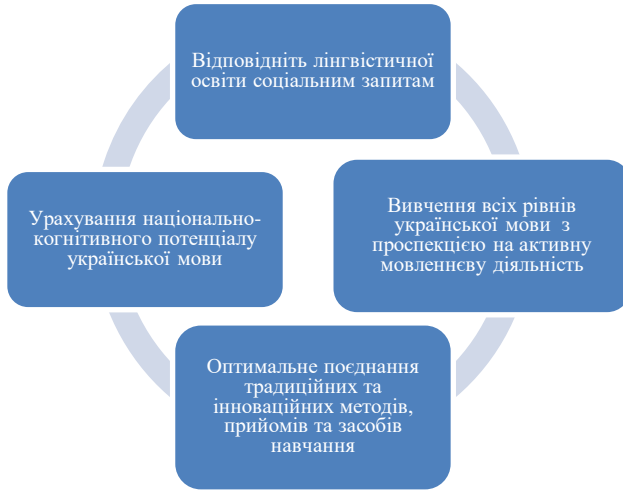 Відповідніть лінгвістичної
освіти соціальним запитам
Вивчення всіх рівнів
української мови з
проспекцією на активну
мовленнєву діяльність
Оптимальне поєднання
традиційних та
інноваційних методів,
прийомів та засобів
навчання
Урахування національно-
когнітивного потенціалу
української мови